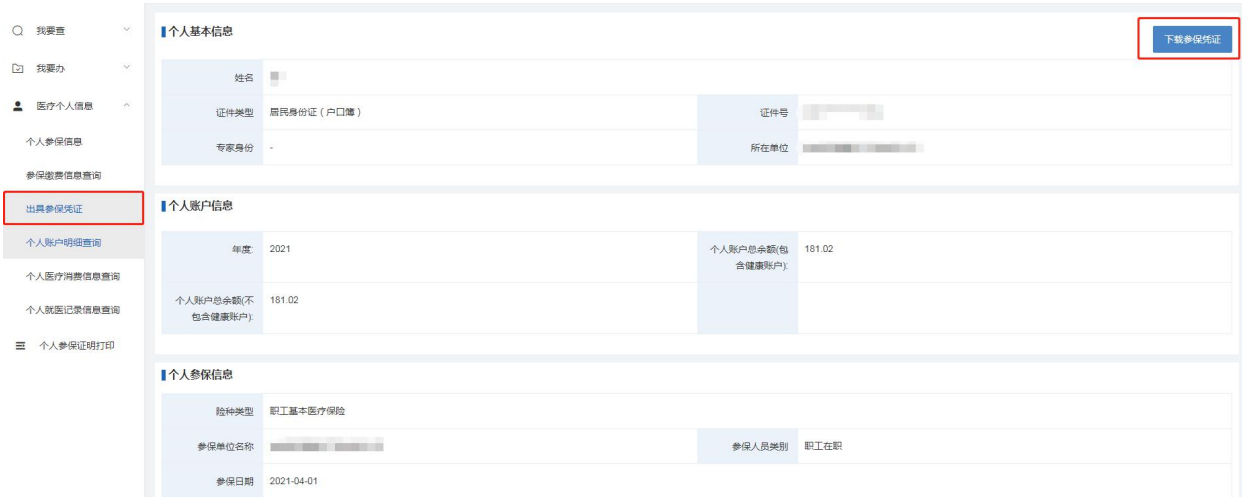 我要查
我要办
医疗个人信息
个人参保信息
参保缴费信息查询
出具参保凭证
个人账户明细查询
个人医疗消费信息查询
个人就医记录信息查询
个人参保证明打印
个人基本信息
下载参保凭证
姓名
证件类型 居民身份证（户口簿） 证件号
专家身份 - 所在单位
个人账户信息
年度: 2021 个人账户总余额(包 181.02
含健康账户):
个人账户总余额(不 181.02
包含健康账户):
个人参保信息
险种类型 职工基本医疗保险
参保单位名称 参保人员类别 职工在职
参保日期 2021-04-01